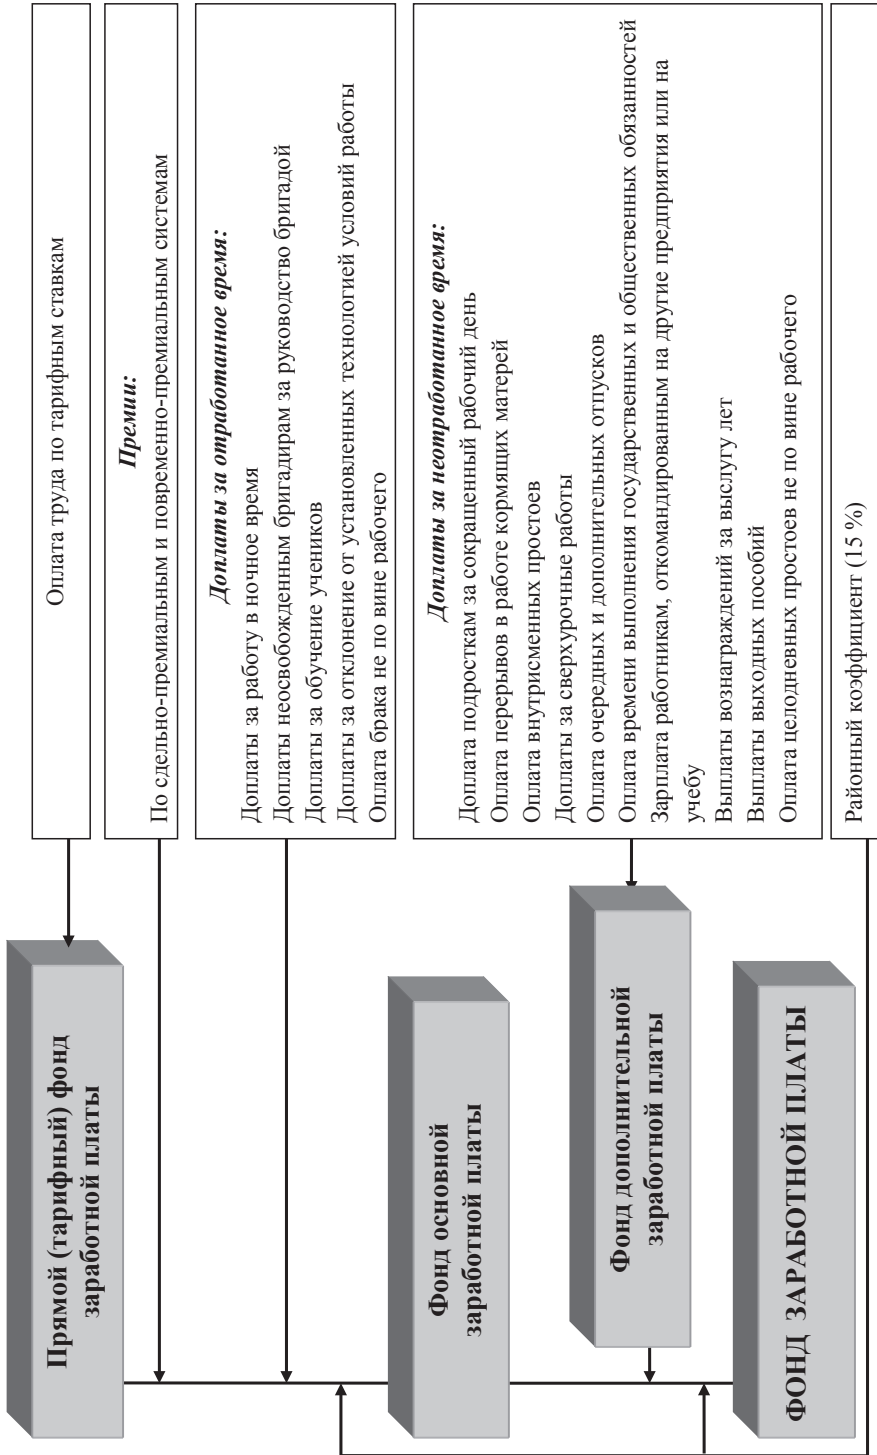 Прямой (тарифный) фонд
заработной платы
Оплата труда по тарифным ставкам
Премии:
По сдельно-премиальным и повременно-премиальным системам
Доплаты за отработанное время:
Доплаты за работу в ночное время
Доплаты неосвобожденным бригадирам за руководство бригадой
Доплаты за обучение учеников
Доплаты за отклонение от установленных технологией условий работы
Оплата брака не по вине рабочего
Фонд основной
заработной платы
Доплаты за неотработанное время:
Доплата подросткам за сокращенный рабочий день
Оплата перерывов в работе кормящих матерей
Оплата внутрисменных простоев
Доплаты за сверхурочные работы
Оплата очередных и дополнительных отпусков
Оплата времени выполнения государственных и общественных обязанностей
Зарплата работникам, откомандированным на другие предприятия или на
учебу
Выплаты вознаграждений за выслугу лет
Выплаты выходных пособий
Оплата целодневных простоев не по вине рабочего
Фонд дополнительной
заработной платы
ФОНД ЗАРАБОТНОЙ ПЛАТЫ
Районный коэффициент (15 %)